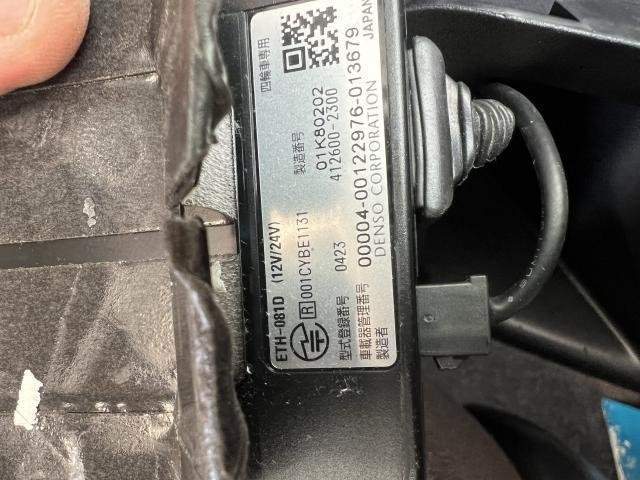 ETH-081D (12V/24V)
四輪車専用
R 001CYBE1131
製造番号 01K80202
412600-2300
型式登録番号 0423
車載器管理番号 00004-00122976-013679
製造者 DENSO CORPORATION JAPAN